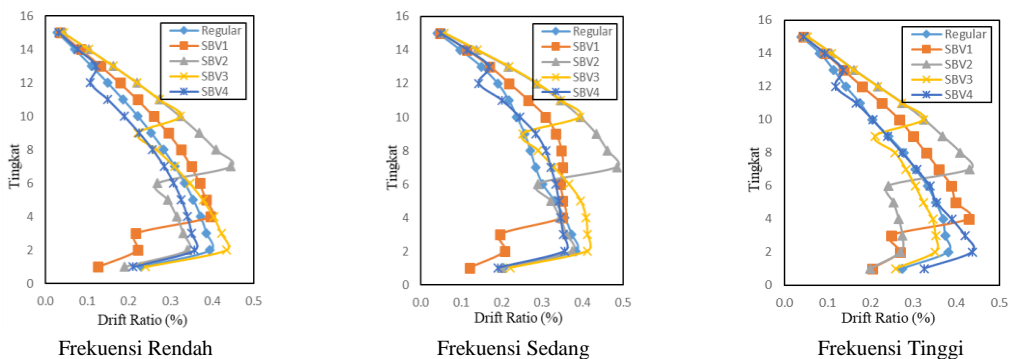 16
14
12
10
8
6
4
2
0
Tingkat
0.0
0.1
0.2
0.3
0.4
0.5
Drift Ratio (%)
Regular
SBV1
SBV2
SBV3
SBV4
Frekuensi Rendah
16
14
12
10
8
6
4
2
0
Tingkat
0.0
0.1
0.2
0.3
0.4
0.5
Drift Ratio (%)
Regular
SBV1
SBV2
SBV3
SBV4
Frekuensi Sedang
16
14
12
10
8
6
4
2
0
Tingkat
0.0
0.1
0.2
0.3
0.4
0.5
Drift Ratio (%)
Regular
SBV1
SBV2
SBV3
SBV4
Frekuensi Tinggi